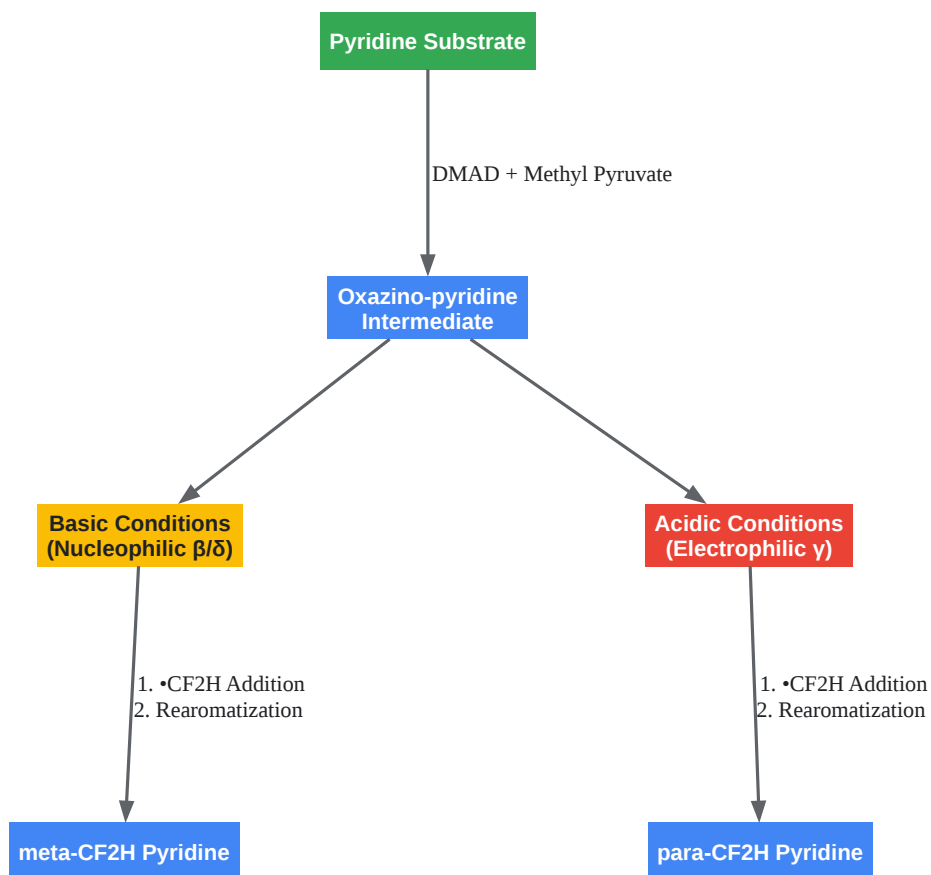 Pyridine Substrate
DMAD + Methyl Pyruvate
Oxazino-pyridine
Intermediate
Basic Conditions
(Nucleophilic β/δ)
Acidic Conditions
(Electrophilic γ)
1. •CF2H Addition
2. Rearomatization
1. •CF2H Addition
2. Rearomatization
meta-CF2H Pyridine
para-CF2H Pyridine